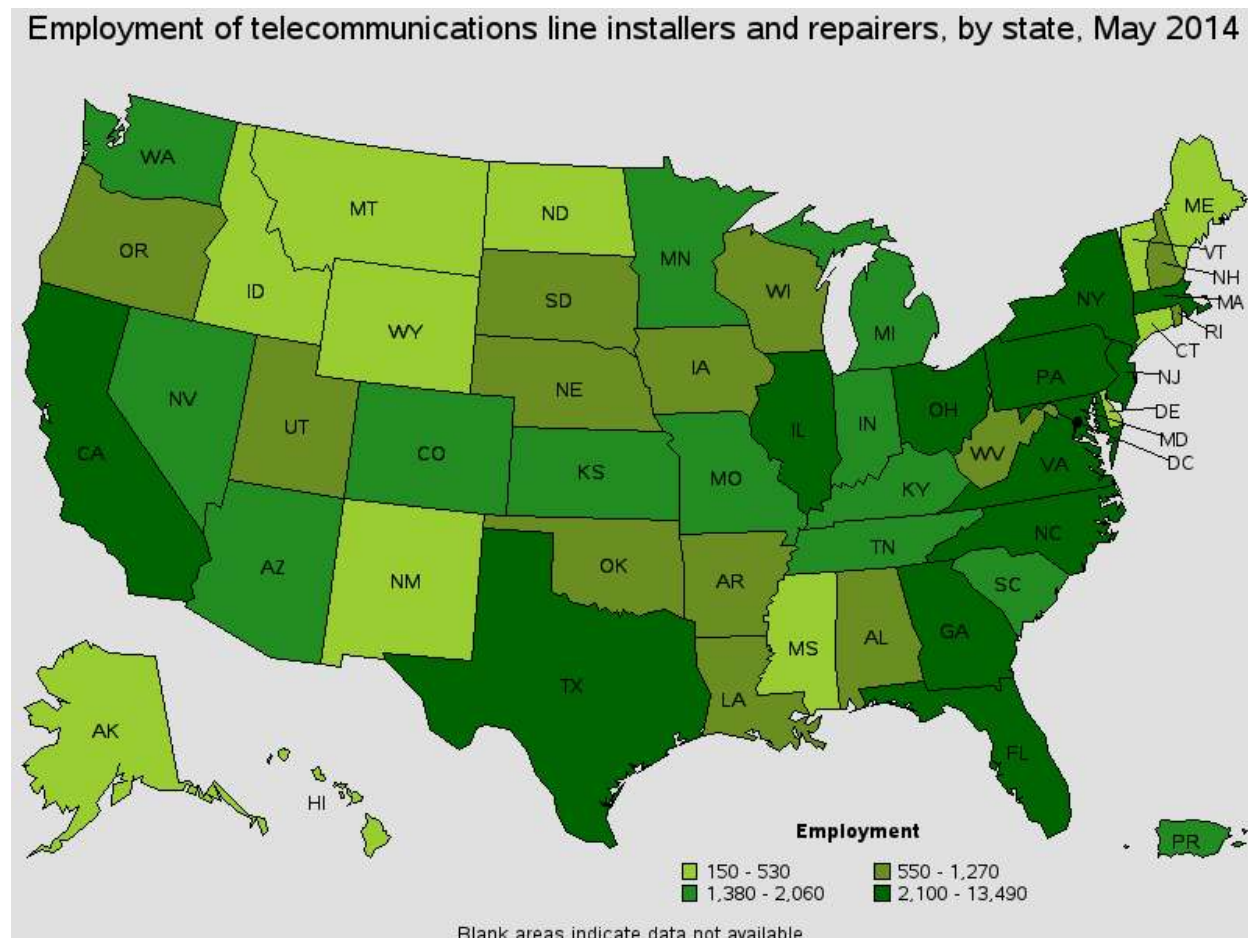 Employment of telecommunications line installers and repairers, by state, May 2014
WA
MT
ND
MN
ME
VT
NH
MA
RI
CT
OR
ID
SD
WI
NY
WY
MI
IA
PA
NJ
NE
NV
UT
CO
IL
IN
OH
DE
MD
DC
CA
KS
MO
WV
VA
KY
AZ
NM
OK
AR
TN
NC
SC
MS
AL
GA
TX
LA
FL
AK
HI
PR
Employment
150 - 530
550 - 1,270
1,380 - 2,060
2,100 - 13,490
Blank areas indicate data not available